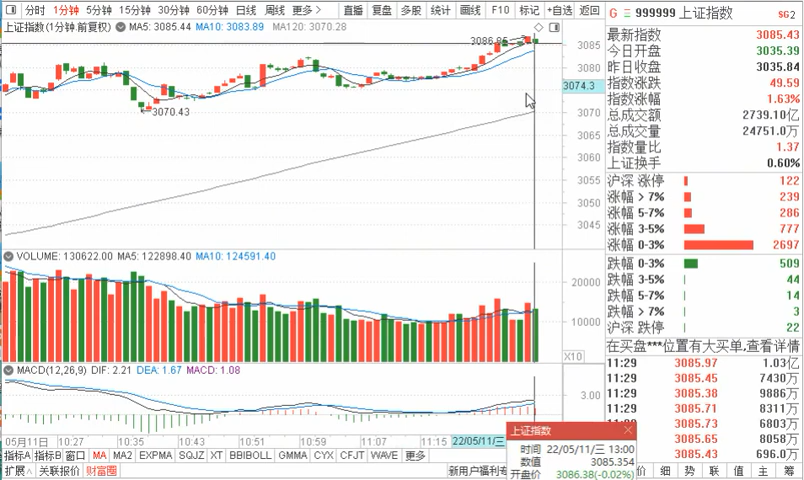 分时 1分钟 5分钟 15分钟 30分钟 60分钟 日线 周线 更多 > 直播 复盘 多股 统计 画线 F10 标记 +自选 返回
上证指数(1分钟.前复权) MA5: 3085.44 MA10: 3083.89 MA120: 3070.28
3086.85
3070.43
3085
3080
3074.3
3070
3065
3060
3055
3050
3045
VOLUME: 130622.00 MA5: 122898.40 MA10: 124591.40
20000
10000
X10
MACD(12,26,9) DIF: 2.21 DEA: 1.67 MACD: 1.08
3.00
05月11日 10:27 10:35 10:43 10:51 10:59 11:07 11:15 22/05/11/三
指标A 指标B 窗口 MA MA2 EXPMA SQJZ XT BBIBOLL GMMA CYX CFJT WAVE 更多
扩展∧ 关联报价 财富圈 新用户福利专
上证指数
时间 22/05/11/三 13:00
数值 3085.354
开盘价 3086.38(-0.02%)
G 三 999999 上证指数 SG2
最新指数 3085.43
今日开盘 3035.39
昨日收盘 3035.84
指数涨跌 49.59
指数涨幅 1.63%
总成交额 2739.10亿
总成交量 24751.0万
指数量比 1.37
上证换手 0.60%
沪深 涨停 122
涨幅 > 7% 239
涨幅 5-7% 286
涨幅 3-5% 777
涨幅 0-3% 2697
跌幅 0-3% 509
跌幅 3-5% 44
跌幅 5-7% 14
跌幅 > 7% 3
沪深 跌停 22
在买盘***位置有大买单,查看详情
11:29 3085.97 1.03亿
11:29 3085.45 7430万
11:29 3085.38 9886万
11:29 3085.71 8311万
3085.73 6803万
3085.65 8058万
3085.43 696.0万
价 细 势 联 值 主 筹